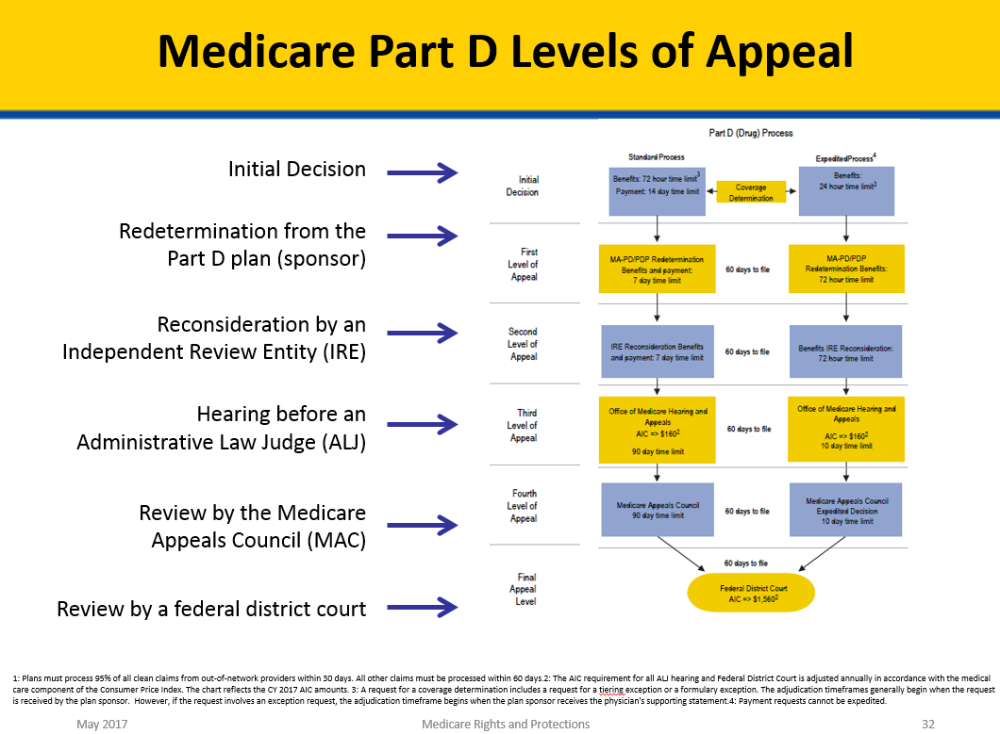 Medicare Part D Levels of Appeal
Initial Decision
Redetermination from the
Part D plan (sponsor)
Reconsideration by an
Independent Review Entity (IRE)
Hearing before an
Administrative Law Judge (ALJ)
Review by the Medicare
Appeals Council (MAC)
Review by a federal district court
Part D (Drug) Process
Standard Process
ExpeditedProcess4
Initial
Decision
Benefits: 72 hour time limit3
Payment: 14 day time limit
Coverage
Determination
Benefits:
24 hour time limit3
First
Level of
Appeal
MA-PD/PDP Redetermination
Benefits and payment:
7 day time limit
60 days to file
MA-PD/PDP
Redetermination Benefits:
72 hour time limit
Second
Level of
Appeal
IRE Reconsideration Benefits
and payment: 7 day time limit
60 days to file
Benefits IRE Reconsideration:
72 hour time limit
Third
Level of
Appeal
Office of Medicare Hearing and
Appeals
AIC => $1602
90 day time limit
60 days to file
Office of Medicare Hearing and
Appeals
AIC => $1602
10 day time limit
Fourth
Level of
Appeal
Medicare Appeals Council
90 day time limit
60 days to file
Medicare Appeals Council
Expedited Decision
10 day time limit
Final
Appeal
Level
60 days to file
Federal District Court
AIC => $1,5602
1: Plans must process 95% of all clean claims from out-of-network providers within 30 days. All other claims must be processed within 60 days.2: The AIC requirement for all ALJ hearing and Federal District Court is adjusted annually in accordance with the medical
care component of the Consumer Price Index. The chart reflects the CY 2017 AIC amounts. 3: A request for a coverage determination includes a request for a tiering exception or a formulary exception. The adjudication timeframes generally begin when the request
is received by the plan sponsor. However, if the request involves an exception request, the adjudication timeframe begins when the plan sponsor receives the physician's supporting statement.4: Payment requests cannot be expedited.
May 2017
Medicare Rights and Protections
32